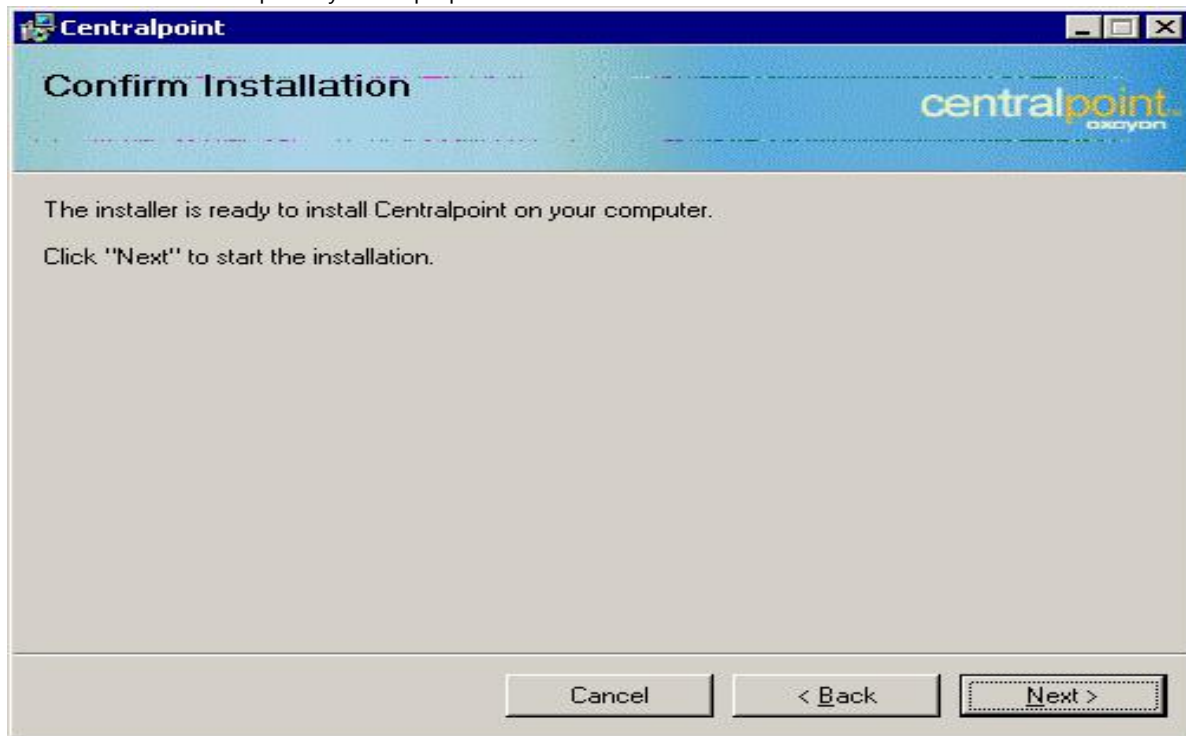 Centralpoint
Confirm Installation
centralpoint
oxcyon
The installer is ready to install Centralpoint on your computer.
Click "Next" to start the installation.
Cancel
< Back
Next >